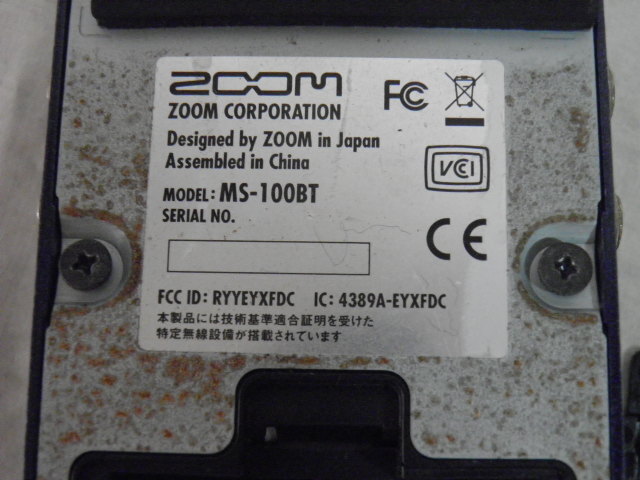 ZOOM
ZOOM CORPORATION
FC
Designed by ZOOM in Japan
Assembled in China
VCI
MODEL: MS-100BT
SERIAL NO.
CE
FCC ID: RYYEYXFDC IC: 4389A-EYXFDC
本製品には技術基準適合証明を受けた
特定無線設備が搭載されています